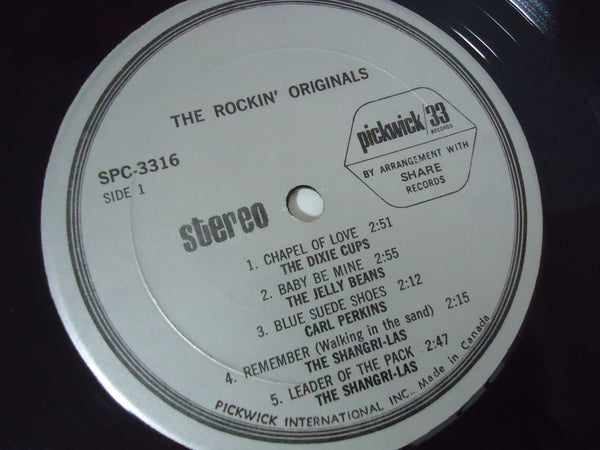 THE ROCKIN' ORIGINALS
pickwick/33
RECORDS
BY ARRANGEMENT WITH
SHARE
RECORDS
SPC-3316
SIDE 1
stereo
1. CHAPEL OF LOVE 2:51
THE DIXIE CUPS
2. BABY BE MINE 2:55
THE JELLY BEANS
3. BLUE SUEDE SHOES 2:12
CARL PERKINS
4. REMEMBER (Walking in the sand) 2:15
THE SHANGRI-LAS
5. LEADER OF THE PACK 2:47
THE SHANGRI-LAS
PICKWICK INTERNATIONAL INC., Made in Canada